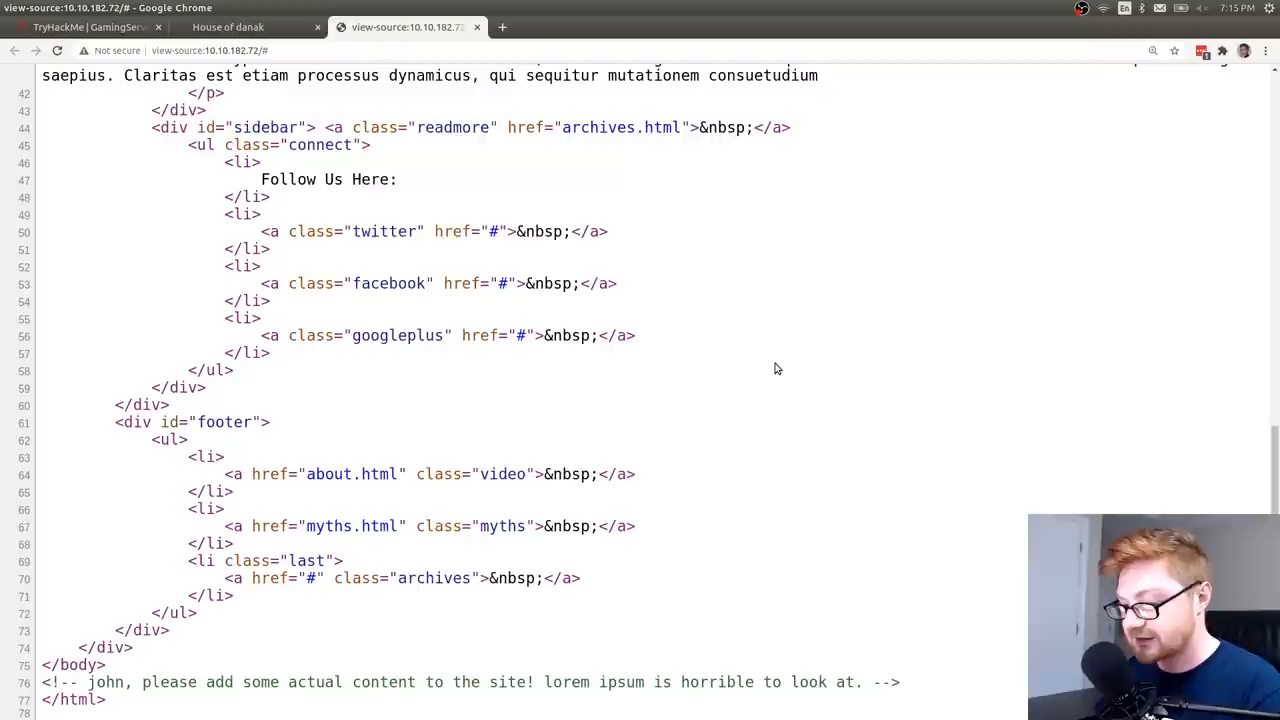 view-source:10.10.182.72/# - Google Chrome
En
7:15 PM
TryHackMe | GamingServ
House of danak
view-source:10.10.182.72
Not secure
view-source:10.10.182.72/#
saepius. Claritas est etiam processus dynamicus, qui sequitur mutationem consuetudium
42 </p>
43 </div>
44 <div id="sidebar"> <a class="readmore" href="archives.html">&nbsp;</a>
45 <ul class="connect">
46 <li>
47 Follow Us Here:
48 </li>
49 <li>
50 <a class="twitter" href="#">&nbsp;</a>
51 </li>
52 <li>
53 <a class="facebook" href="#">&nbsp;</a>
54 </li>
55 <li>
56 <a class="googleplus" href="#">&nbsp;</a>
57 </li>
58 </ul>
59 </div>
60 </div>
61 <div id="footer">
62 <ul>
63 <li>
64 <a href="about.html" class="video">&nbsp;</a>
65 </li>
66 <li>
67 <a href="myths.html" class="myths">&nbsp;</a>
68 </li>
69 <li class="last">
70 <a href="#" class="archives">&nbsp;</a>
71 </li>
72 </ul>
73 </div>
74 </div>
75 </body>
76 <!-- john, please add some actual content to the site! lorem ipsum is horrible to look at. -->
77 </html>
78